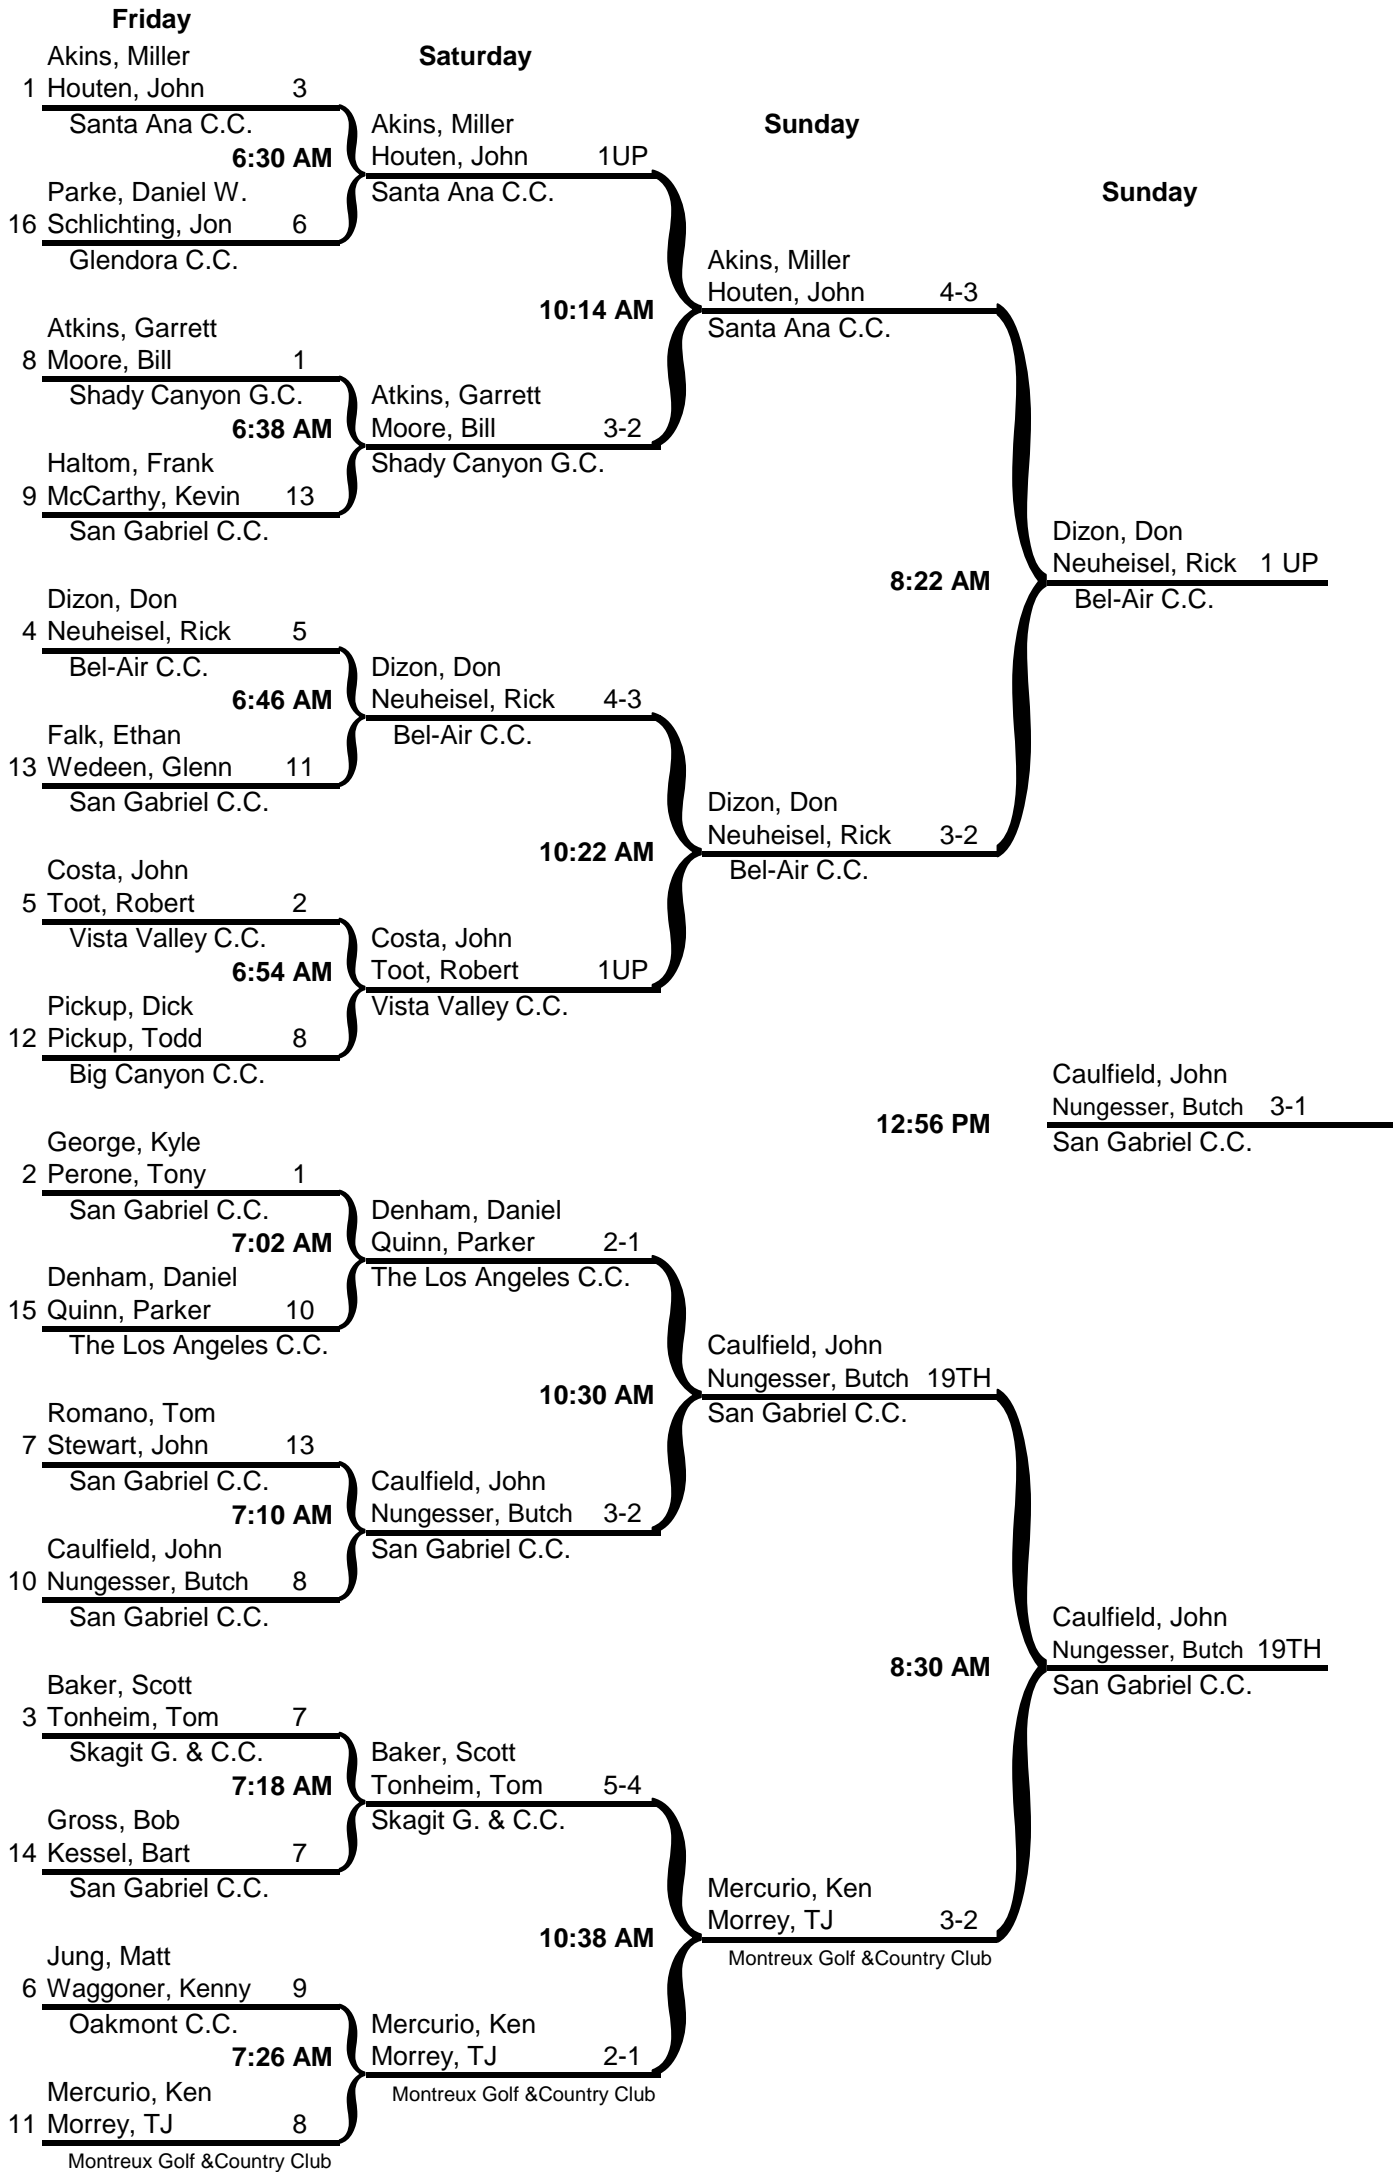 Friday
Akins, Miller
1 Houten, John 3
Santa Ana C.C.
6:30 AM
Parke, Daniel W.
16 Schlichting, Jon 6
Glendora C.C.
Atkins, Garrett
8 Moore, Bill 1
Shady Canyon G.C.
6:38 AM
Haltom, Frank
9 McCarthy, Kevin 13
San Gabriel C.C.
Dizon, Don
4 Neuheisel, Rick 5
Bel-Air C.C.
6:46 AM
Falk, Ethan
13 Wedeen, Glenn 11
San Gabriel C.C.
Costa, John
5 Toot, Robert 2
Vista Valley C.C.
6:54 AM
Pickup, Dick
12 Pickup, Todd 8
Big Canyon C.C.
George, Kyle
2 Perone, Tony 1
San Gabriel C.C.
7:02 AM
Denham, Daniel
15 Quinn, Parker 10
The Los Angeles C.C.
Romano, Tom
7 Stewart, John 13
San Gabriel C.C.
7:10 AM
Caulfield, John
10 Nungesser, Butch 8
San Gabriel C.C.
Baker, Scott
3 Tonheim, Tom 7
Skagit G. & C.C.
7:18 AM
Gross, Bob
14 Kessel, Bart 7
San Gabriel C.C.
Jung, Matt
6 Waggoner, Kenny 9
Oakmont C.C.
7:26 AM
Mercurio, Ken
11 Morrey, TJ 8
Montreux Golf &Country Club
Saturday
Akins, Miller
Houten, John 1UP
Santa Ana C.C.
10:14 AM
Atkins, Garrett
Moore, Bill 3-2
Shady Canyon G.C.
Dizon, Don
Neuheisel, Rick 4-3
Bel-Air C.C.
10:22 AM
Costa, John
Toot, Robert 1UP
Vista Valley C.C.
Denham, Daniel
Quinn, Parker 2-1
The Los Angeles C.C.
10:30 AM
Caulfield, John
Nungesser, Butch 3-2
San Gabriel C.C.
Baker, Scott
Tonheim, Tom 5-4
Skagit G. & C.C.
10:38 AM
Mercurio, Ken
Morrey, TJ 2-1
Montreux Golf &Country Club
Sunday
Akins, Miller
Houten, John 4-3
Santa Ana C.C.
8:22 AM
Dizon, Don
Neuheisel, Rick 3-2
Bel-Air C.C.
12:56 PM
Caulfield, John
Nungesser, Butch 19TH
San Gabriel C.C.
8:30 AM
Mercurio, Ken
Morrey, TJ 3-2
Montreux Golf &Country Club
Sunday
Dizon, Don
Neuheisel, Rick 1 UP
Bel-Air C.C.
Caulfield, John
Nungesser, Butch 3-1
San Gabriel C.C.
Caulfield, John
Nungesser, Butch 19TH
San Gabriel C.C.